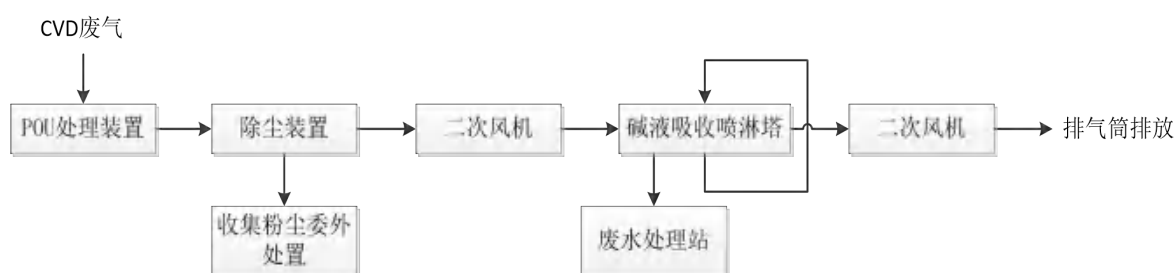 CVD废气
POU处理装置
除尘装置
二次风机
碱液吸收喷淋塔
二次风机
排气筒排放
收集粉尘委外
处置
废水处理站